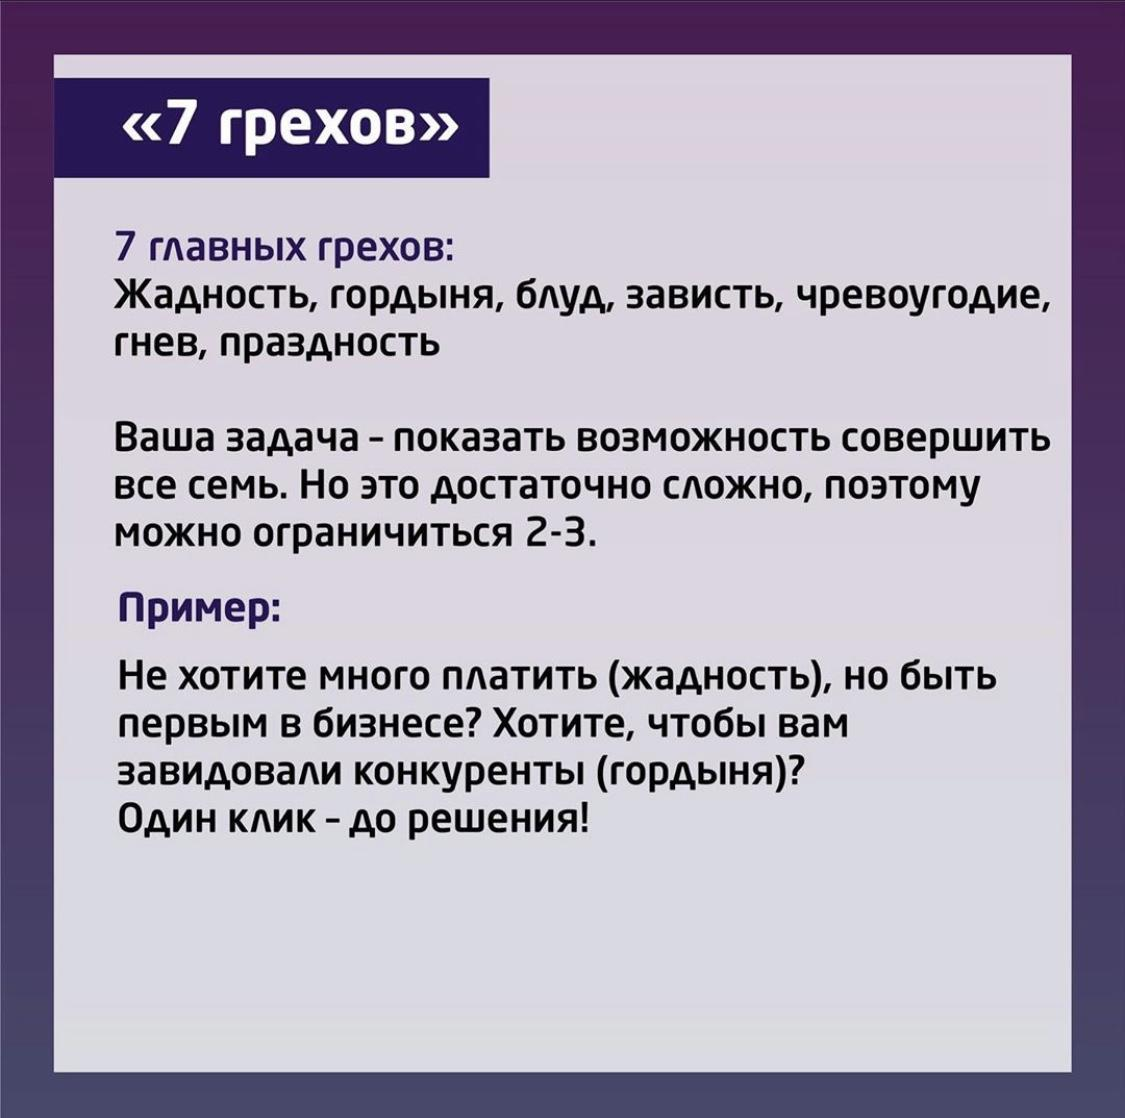 «7 грехов»
7 главных грехов:
Жадность, гордыня, блуд, зависть, чревоугодие,
гнев, праздность
Ваша задача – показать возможность совершить
все семь. Но это достаточно сложно, поэтому
можно ограничиться 2-3.
Пример:
Не хотите много платить (жадность), но быть
первым в бизнесе? Хотите, чтобы вам
завидовали конкуренты (гордыня)?
Один клик – до решения!